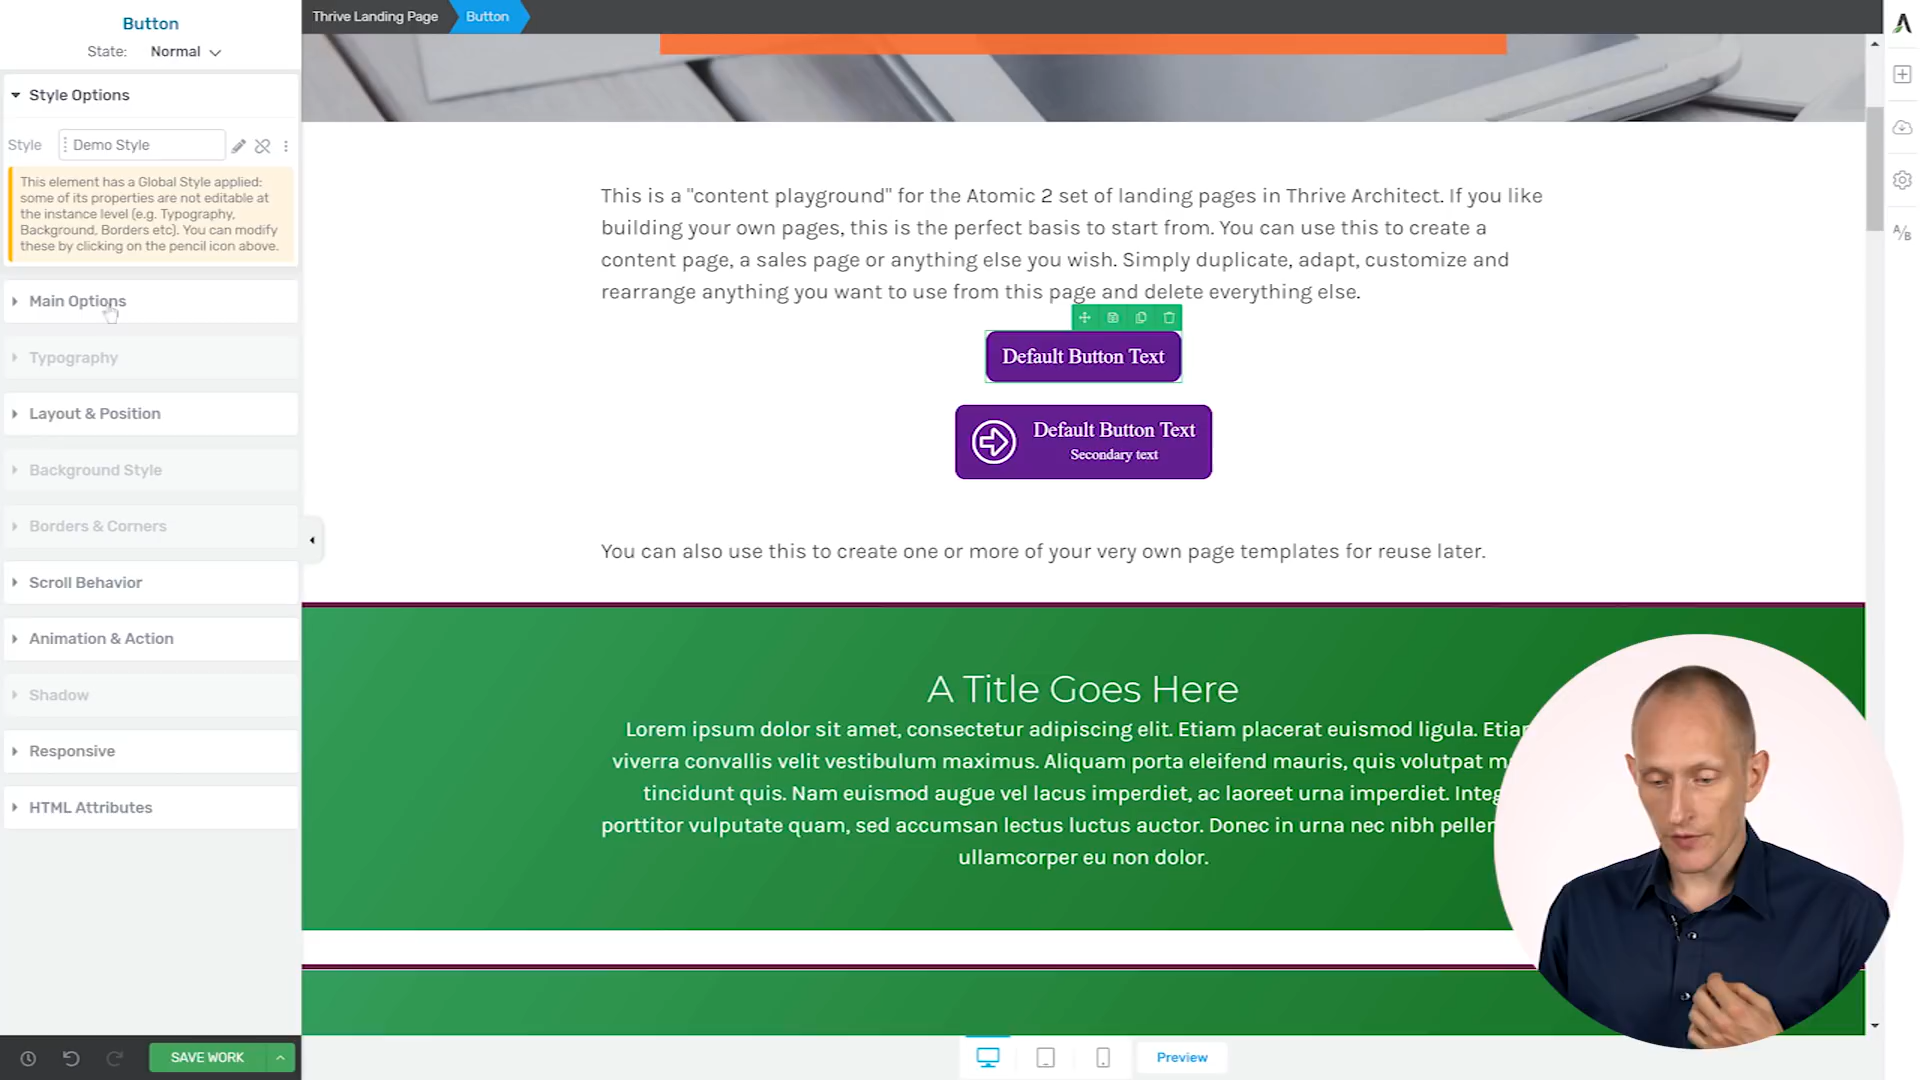 Button
State: Normal
Style Options
Style Demo Style
This element has a Global Style applied:
some of its properties are not editable at
the instance level (e.g. Typography,
Background, Borders etc). You can modify
these by clicking on the pencil icon above.
Main Options
Typography
Layout & Position
Background Style
Borders & Corners
Scroll Behavior
Animation & Action
Shadow
Responsive
HTML Attributes
SAVE WORK
Thrive Landing Page Button
This is a "content playground" for the Atomic 2 set of landing pages in Thrive Architect. If you like
building your own pages, this is the perfect basis to start from. You can use this to create a
content page, a sales page or anything else you wish. Simply duplicate, adapt, customize and
rearrange anything you want to use from this page and delete everything else.
Default Button Text
Default Button Text
Secondary text
You can also use this to create one or more of your very own page templates for reuse later.
A Title Goes Here
Lorem ipsum dolor sit amet, consectetur adipiscing elit. Etiam placerat euismod ligula.
viverra convallis velit vestibulum maximus. Aliquam porta eleifend mauris, quis volutpat
tincidunt quis. Nam euismod augue vel lacus imperdiet, ac laoreet urna imperdiet.
porttitor vulputate quam, sed accumsan lectus luctus auctor. Donec in urna nec nibh
ullamcorper eu non dolor.
Preview
A/B